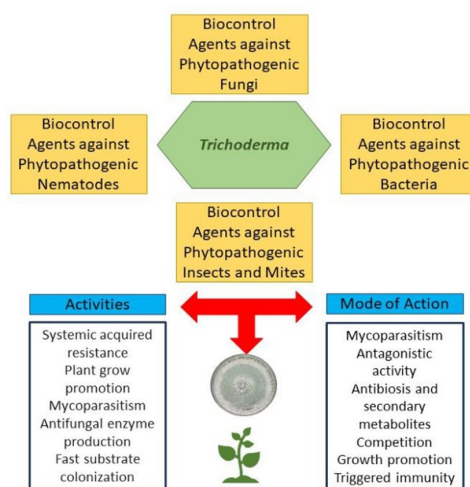 Biocontrol
Agents against
Phytopathogenic
Fungi
Biocontrol
Agents against
Phytopathogenic
Nematodes
Trichoderma
Biocontrol
Agents against
Phytopathogenic
Bacteria
Biocontrol
Agents against
Phytopathogenic
Insects and Mites
Activities
Systemic acquired
resistance
Plant grow
promotion
Mycoparasitism
Antifungal enzyme
production
Fast substrate
colonization
Mode of Action
Mycoparasitism
Antagonistic
activity
Antibiosis and
secondary
metabolites
Competition
Growth promotion
Triggered immunity